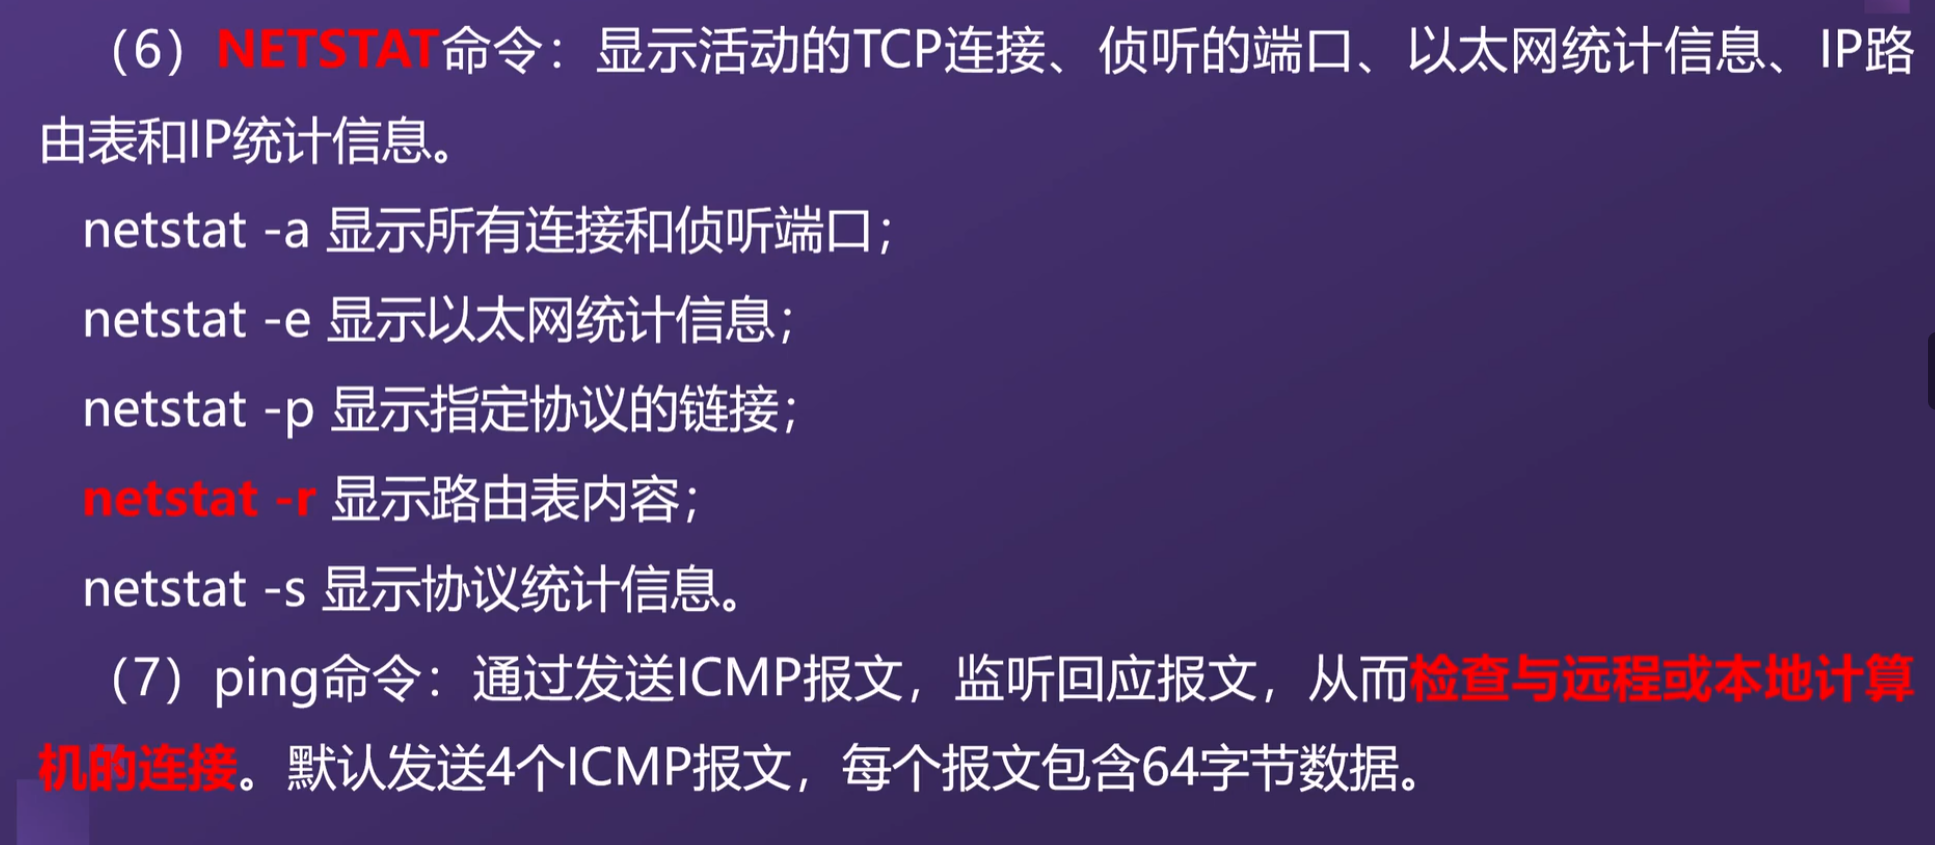 （6）NETSTAT命令：显示活动的TCP连接、侦听的端口、以太网统计信息、IP路
由表和IP统计信息。
netstat -a 显示所有连接和侦听端口；
netstat -e 显示以太网统计信息；
netstat -p 显示指定协议的链接；
netstat -r 显示路由表内容；
netstat -s 显示协议统计信息。
（7）ping命令：通过发送ICMP报文，监听回应报文，从而检查与远程或本地计算
机的连接。默认发送4个ICMP报文，每个报文包含64字节数据。